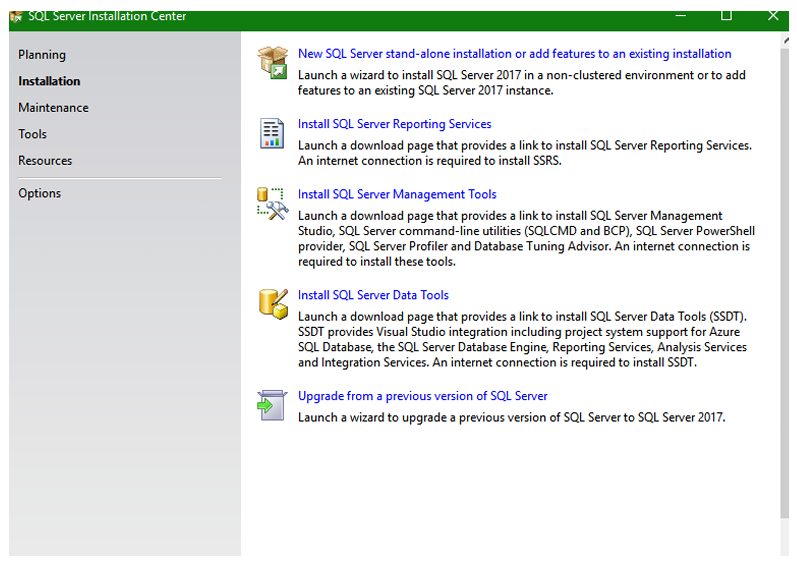 SQL Server Installation Center
Planning
Installation
Maintenance
Tools
Resources
Options
New SQL Server stand-alone installation or add features to an existing installation
Launch a wizard to install SQL Server 2017 in a non-clustered environment or to add
features to an existing SQL Server 2017 instance.
Install SQL Server Reporting Services
Launch a download page that provides a link to install SQL Server Reporting Services.
An internet connection is required to install SSRS.
Install SQL Server Management Tools
Launch a download page that provides a link to install SQL Server Management
Studio, SQL Server command-line utilities (SQLCMD and BCP), SQL Server PowerShell
provider, SQL Server Profiler and Database Tuning Advisor. An internet connection is
required to install these tools.
Install SQL Server Data Tools
Launch a download page that provides a link to install SQL Server Data Tools (SSDT).
SSDT provides Visual Studio integration including project system support for Azure
SQL Database, the SQL Server Database Engine, Reporting Services, Analysis Services
and Integration Services. An internet connection is required to install SSDT.
Upgrade from a previous version of SQL Server
Launch a wizard to upgrade a previous version of SQL Server to SQL Server 2017.